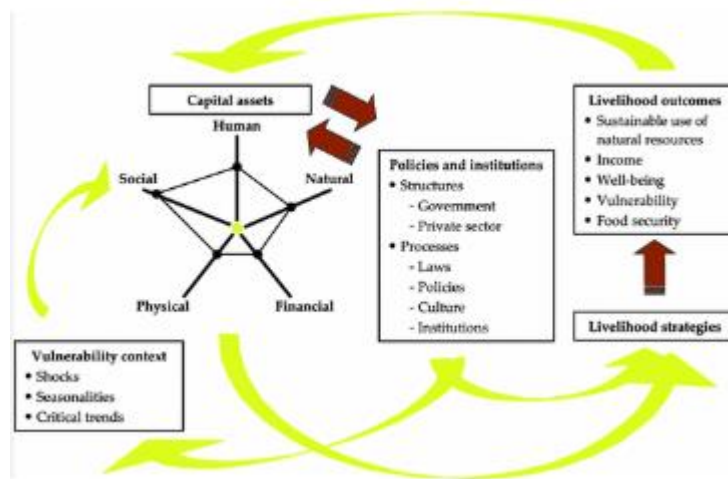 Capital assets
Human
Social
Natural
Physical
Financial
Vulnerability context
• Shocks
• Seasonalities
• Critical trends
Policies and institutions
• Structures
- Government
- Private sector
• Processes
- Laws
- Policies
- Culture
- Institutions
Livelihood outcomes
• Sustainable use of
natural resources
• Income
• Well-being
• Vulnerability
• Food security
Livelihood strategies